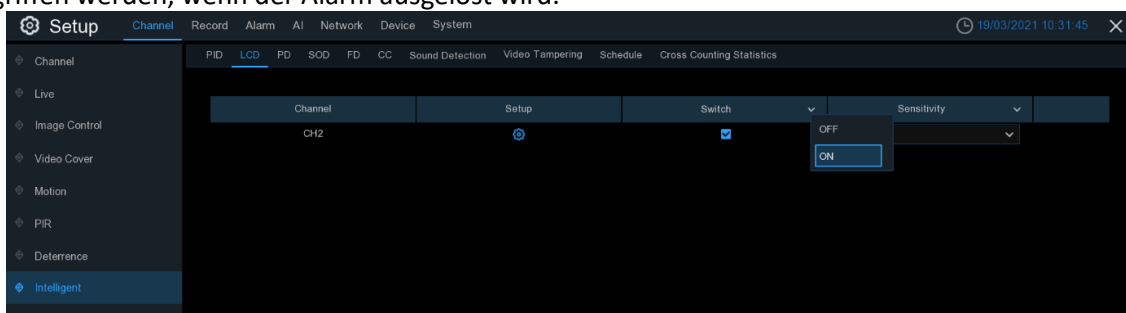 griffen werden, wenn der Alarm ausgelöst wird.
Setup Channel Record Alarm AI Network Device System 19/03/2021 10:31:45
PID LCD PD SOD FD CC Sound Detection Video Tampering Schedule Cross Counting Statistics
Channel
Live
Image Control
Video Cover
Motion
PIR
Deterrence
Intelligent
Channel Setup Switch Sensitivity
CH2
OFF
ON